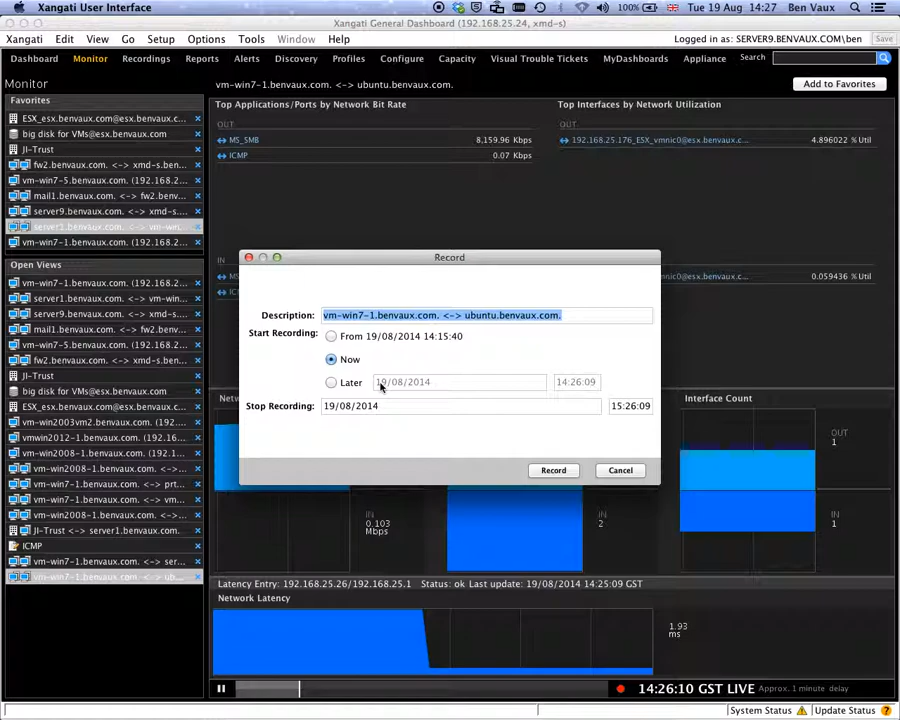 Xangati User Interface
100%
Tue 19 Aug 14:27 Ben Vaux
Xangati General Dashboard (192.168.25.24, xmd-s)
Xangati Edit View Go Setup Options Tools Window Help
Logged in as: SERVER9.BENVAUX.COM\ben
Save
Dashboard Monitor Recordings Reports Alerts Discovery Profiles Configure Capacity Visual Trouble Tickets MyDashboards Appliance Search
Monitor
vm-win7-1.benvaux.com. <-> ubuntu.benvaux.com.
Add to Favorites
Favorites
ESX_esx.benvaux.com@esx.benvaux.c...
big disk for VMs@esx.benvaux.com
JI-Trust
fw2.benvaux.com. <-> xmd-s.ben...
vm-win7-5.benvaux.com. (192.168.2...
mail1.benvaux.com. <-> fw2.benv...
server9.benvaux.com. <-> xmd-s....
server1.benvaux.com. <-> vm-win...
vm-win7-1.benvaux.com. (192.168.2...
Open Views
vm-win7-1.benvaux.com. (192.168.2...
server1.benvaux.com. <-> vm-win...
server9.benvaux.com. <-> xmd-s....
mail1.benvaux.com. <-> fw2.benv...
vm-win7-5.benvaux.com. (192.168.2...
fw2.benvaux.com. <-> xmd-s.ben...
JI-Trust
big disk for VMs@esx.benvaux.com
ESX_esx.benvaux.com@esx.benvaux.c...
vm-win2003vm2.benvaux.com. (192....
vmwin2012-1.benvaux.com. (192.16...
vm-win2008-1.benvaux.com. (192.1...
vm-win2008-1.benvaux.com. <->...
vm-win7-1.benvaux.com. <-> prt...
vm-win7-1.benvaux.com. <-> vm...
vm-win2008-1.benvaux.com. <->...
JI-Trust <-> server1.benvaux.com.
ICMP
vm-win7-1.benvaux.com. <-> ser...
vm-win7-1.benvaux.com. <-> ub...
Top Applications/Ports by Network Bit Rate
OUT
MS_SMB 8,159.96 Kbps
ICMP 0.07 Kbps
IN
Top Interfaces by Network Utilization
OUT
192.168.25.176_ESX_vmnic0@esx.benvaux.c... 4.896022 %Util
vmnic0@esx.benvaux.c... 0.059436 %Util
Record
Description: vm-win7-1.benvaux.com. <-> ubuntu.benvaux.com.
Start Recording: From 19/08/2014 14:15:40
Now
Later 19/08/2014 14:26:09
Stop Recording: 19/08/2014 15:26:09
Record Cancel
Interface Count
OUT
1
IN
0.103
Mbps
IN
2
IN
1
Latency Entry: 192.168.25.26/192.168.25.1 Status: ok Last update: 19/08/2014 14:25:09 GST
Network Latency
1.93
ms
14:26:10 GST LIVE Approx. 1 minute delay
System Status Update Status